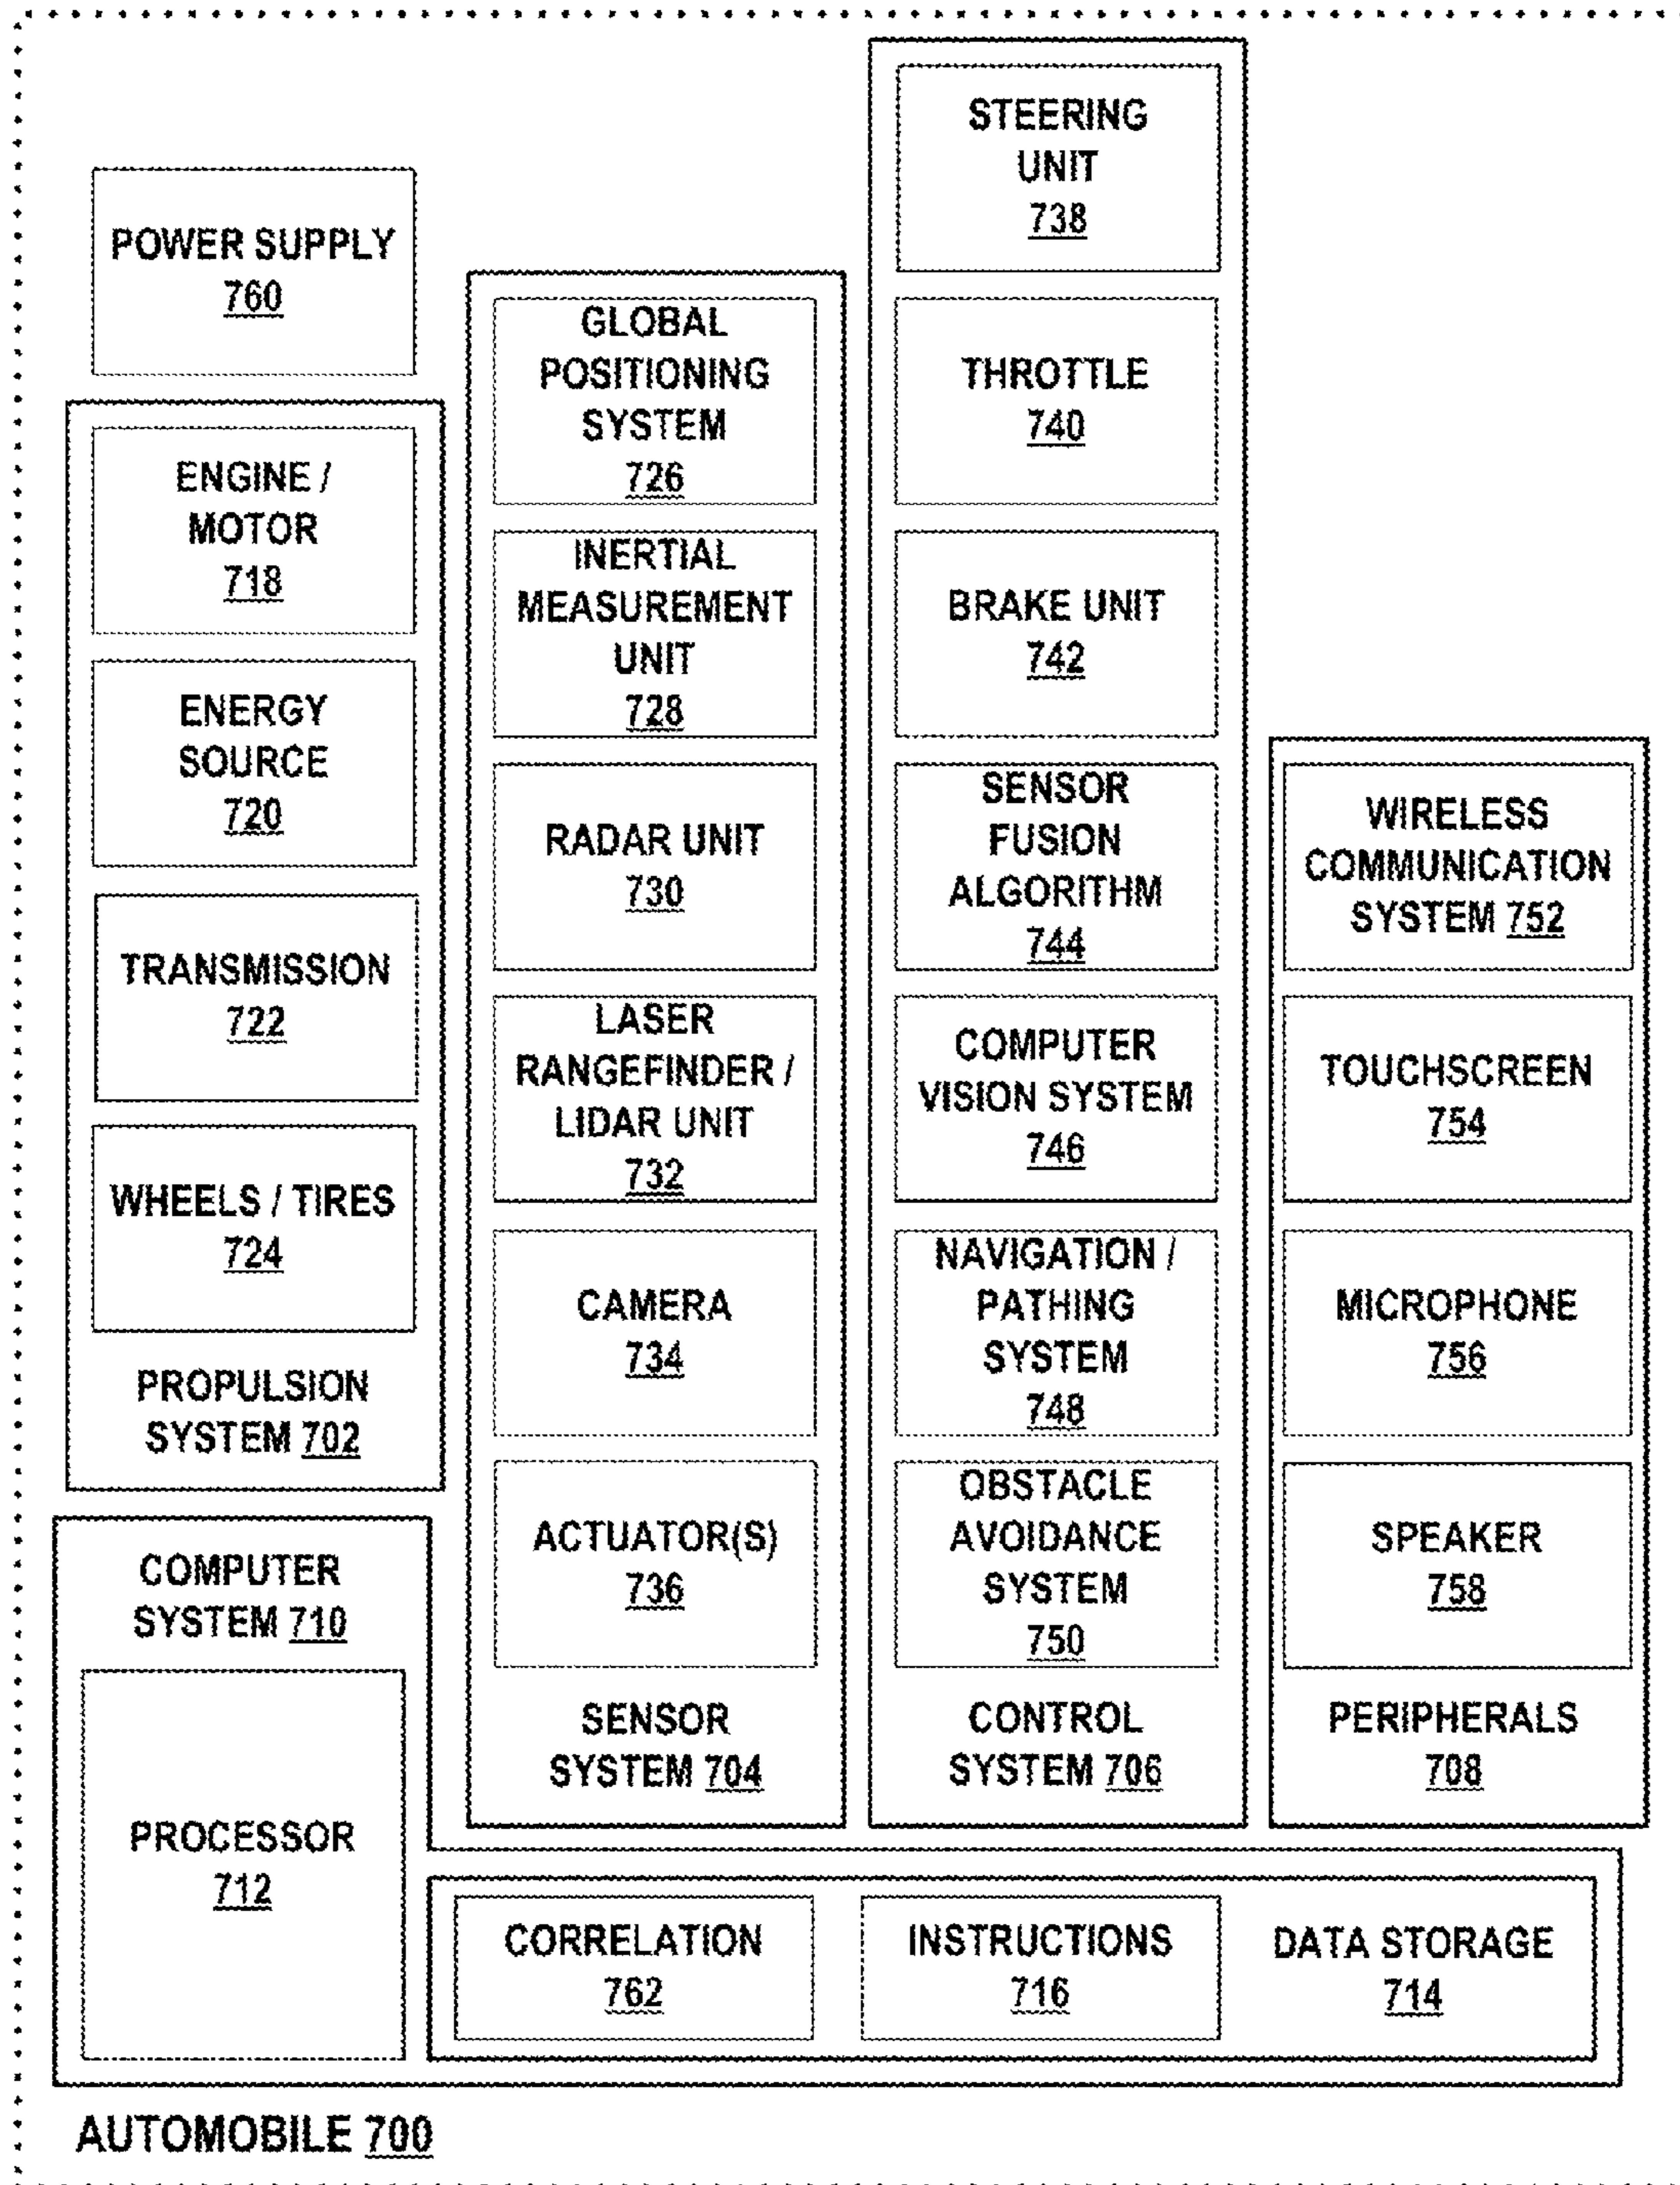 POWER SUPPLY
760
ENGINE /
MOTOR
718
ENERGY
SOURCE
720
TRANSMISSION
722
WHEELS / TIRES
724
PROPULSION
SYSTEM 702
GLOBAL
POSITIONING
SYSTEM
726
INERTIAL
MEASUREMENT
UNIT
728
RADAR UNIT
730
LASER
RANGEFINDER /
LIDAR UNIT
732
CAMERA
734
ACTUATOR(S)
736
SENSOR
SYSTEM 704
STEERING
UNIT
738
THROTTLE
740
BRAKE UNIT
742
SENSOR
FUSION
ALGORITHM
744
COMPUTER
VISION SYSTEM
746
NAVIGATION /
PATHING
SYSTEM
748
OBSTACLE
AVOIDANCE
SYSTEM
750
CONTROL
SYSTEM 706
WIRELESS
COMMUNICATION
SYSTEM 752
TOUCHSCREEN
754
MICROPHONE
756
SPEAKER
758
PERIPHERALS
708
COMPUTER
SYSTEM 710
PROCESSOR
712
CORRELATION
762
INSTRUCTIONS
716
DATA STORAGE
714
AUTOMOBILE 700